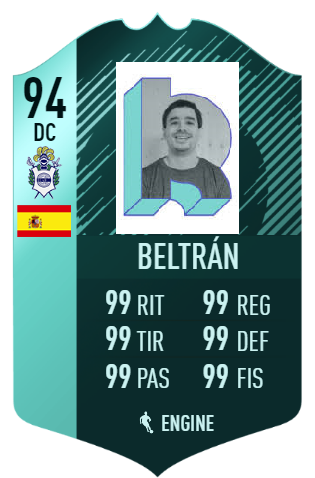 94
DC
BELTRÁN
99 RIT 99 REG
99 TIR 99 DEF
99 PAS 99 FIS
ENGINE